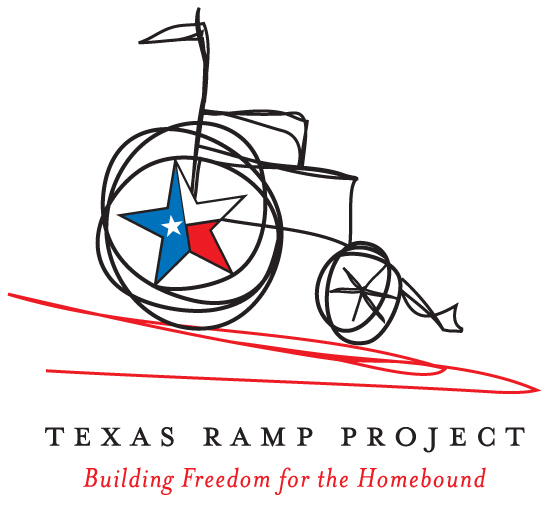 TEXAS RAMP PROJECT
Building Freedom for the Homebound